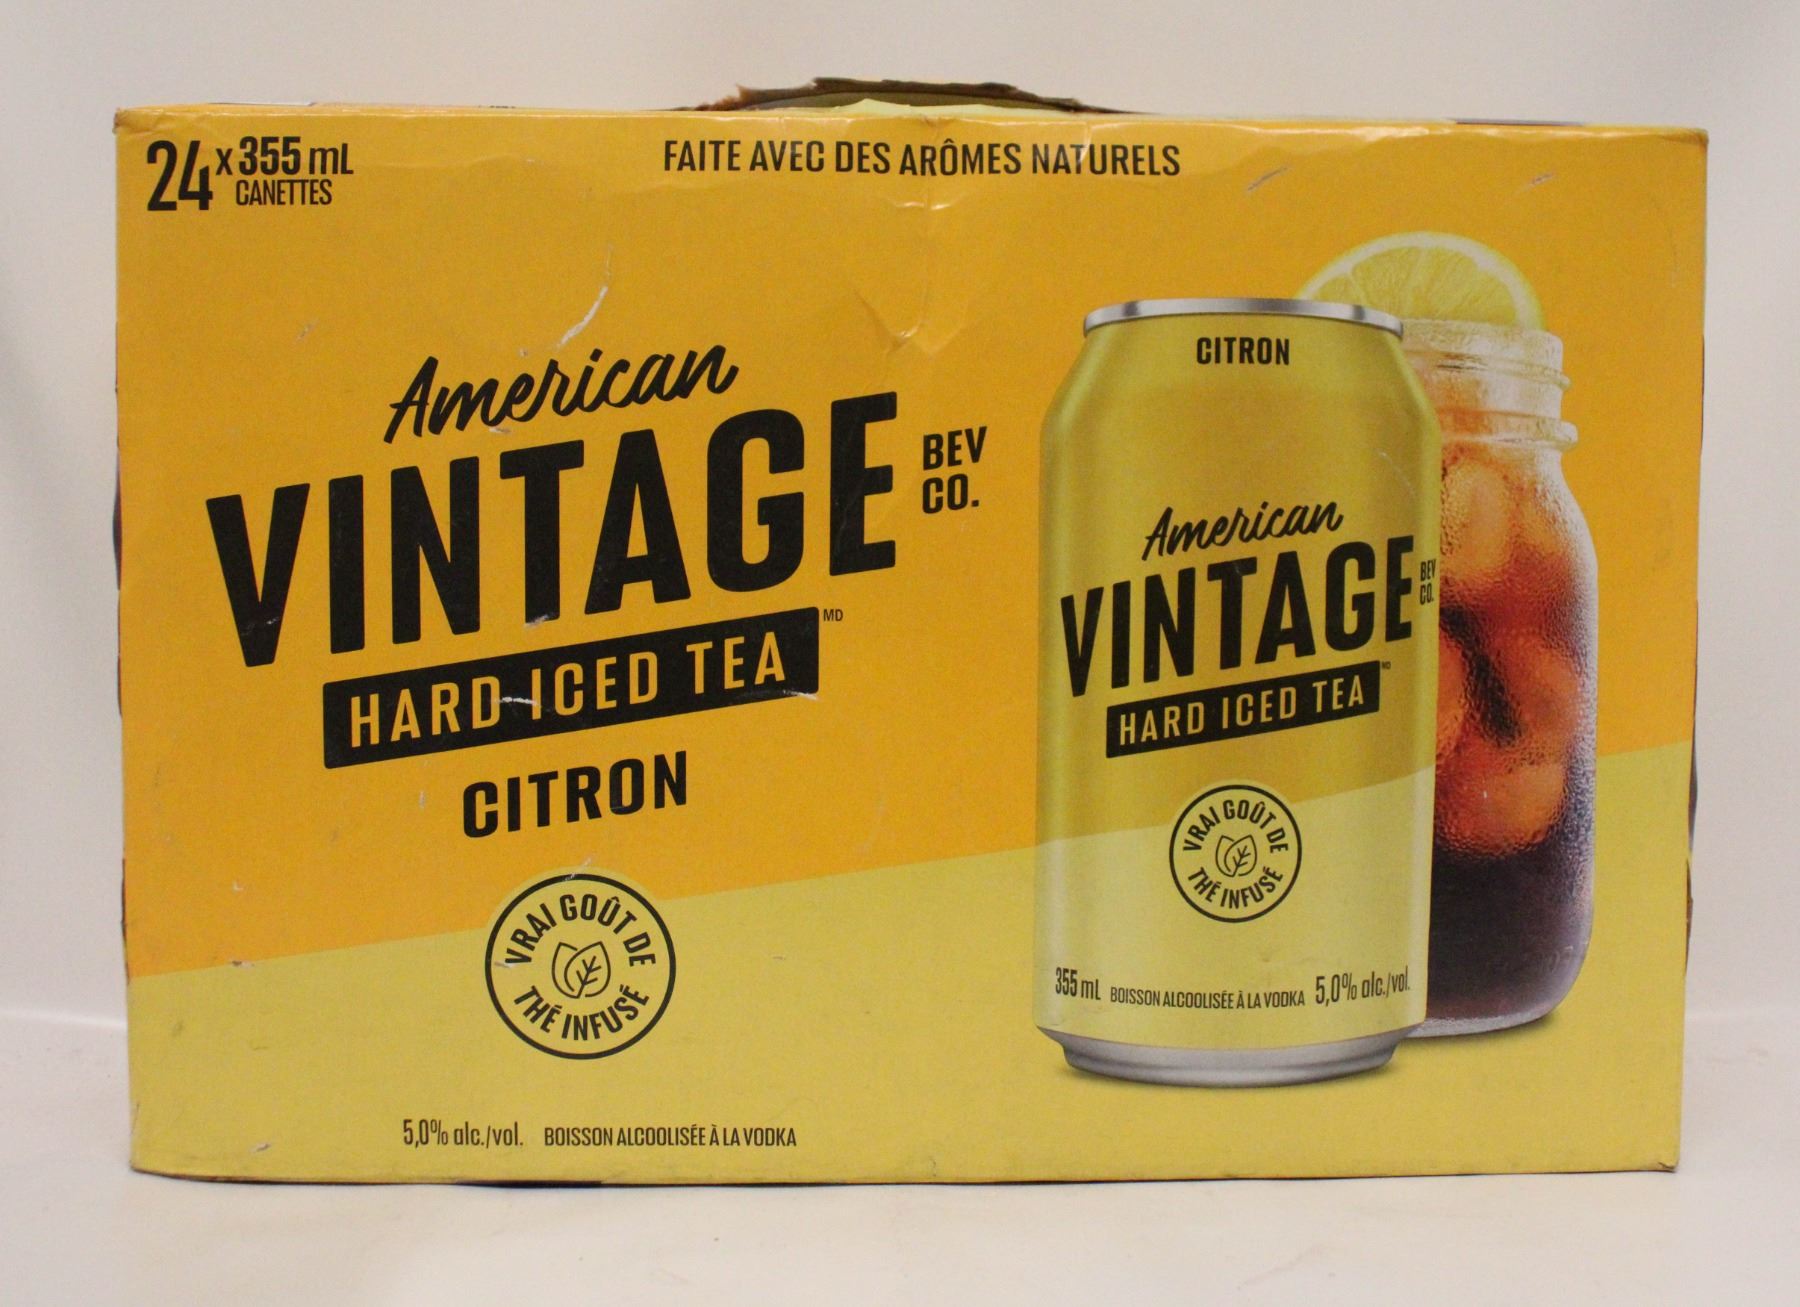 24 x 355 mL
CANETTES
FAITE AVEC DES ARÔMES NATURELS
American
VINTAGE
BEV
CO.
HARD ICED TEA MD
CITRON
VRAI GOÛT DE
THÉ INFUSÉ
5,0% alc./vol. BOISSON ALCOOLISÉE À LA VODKA
CITRON
American
VINTAGE
BEV
CO.
HARD ICED TEA MD
VRAI GOÛT DE
THÉ INFUSÉ
355 mL BOISSON ALCOOLISÉE À LA VODKA 5,0% alc./vol.